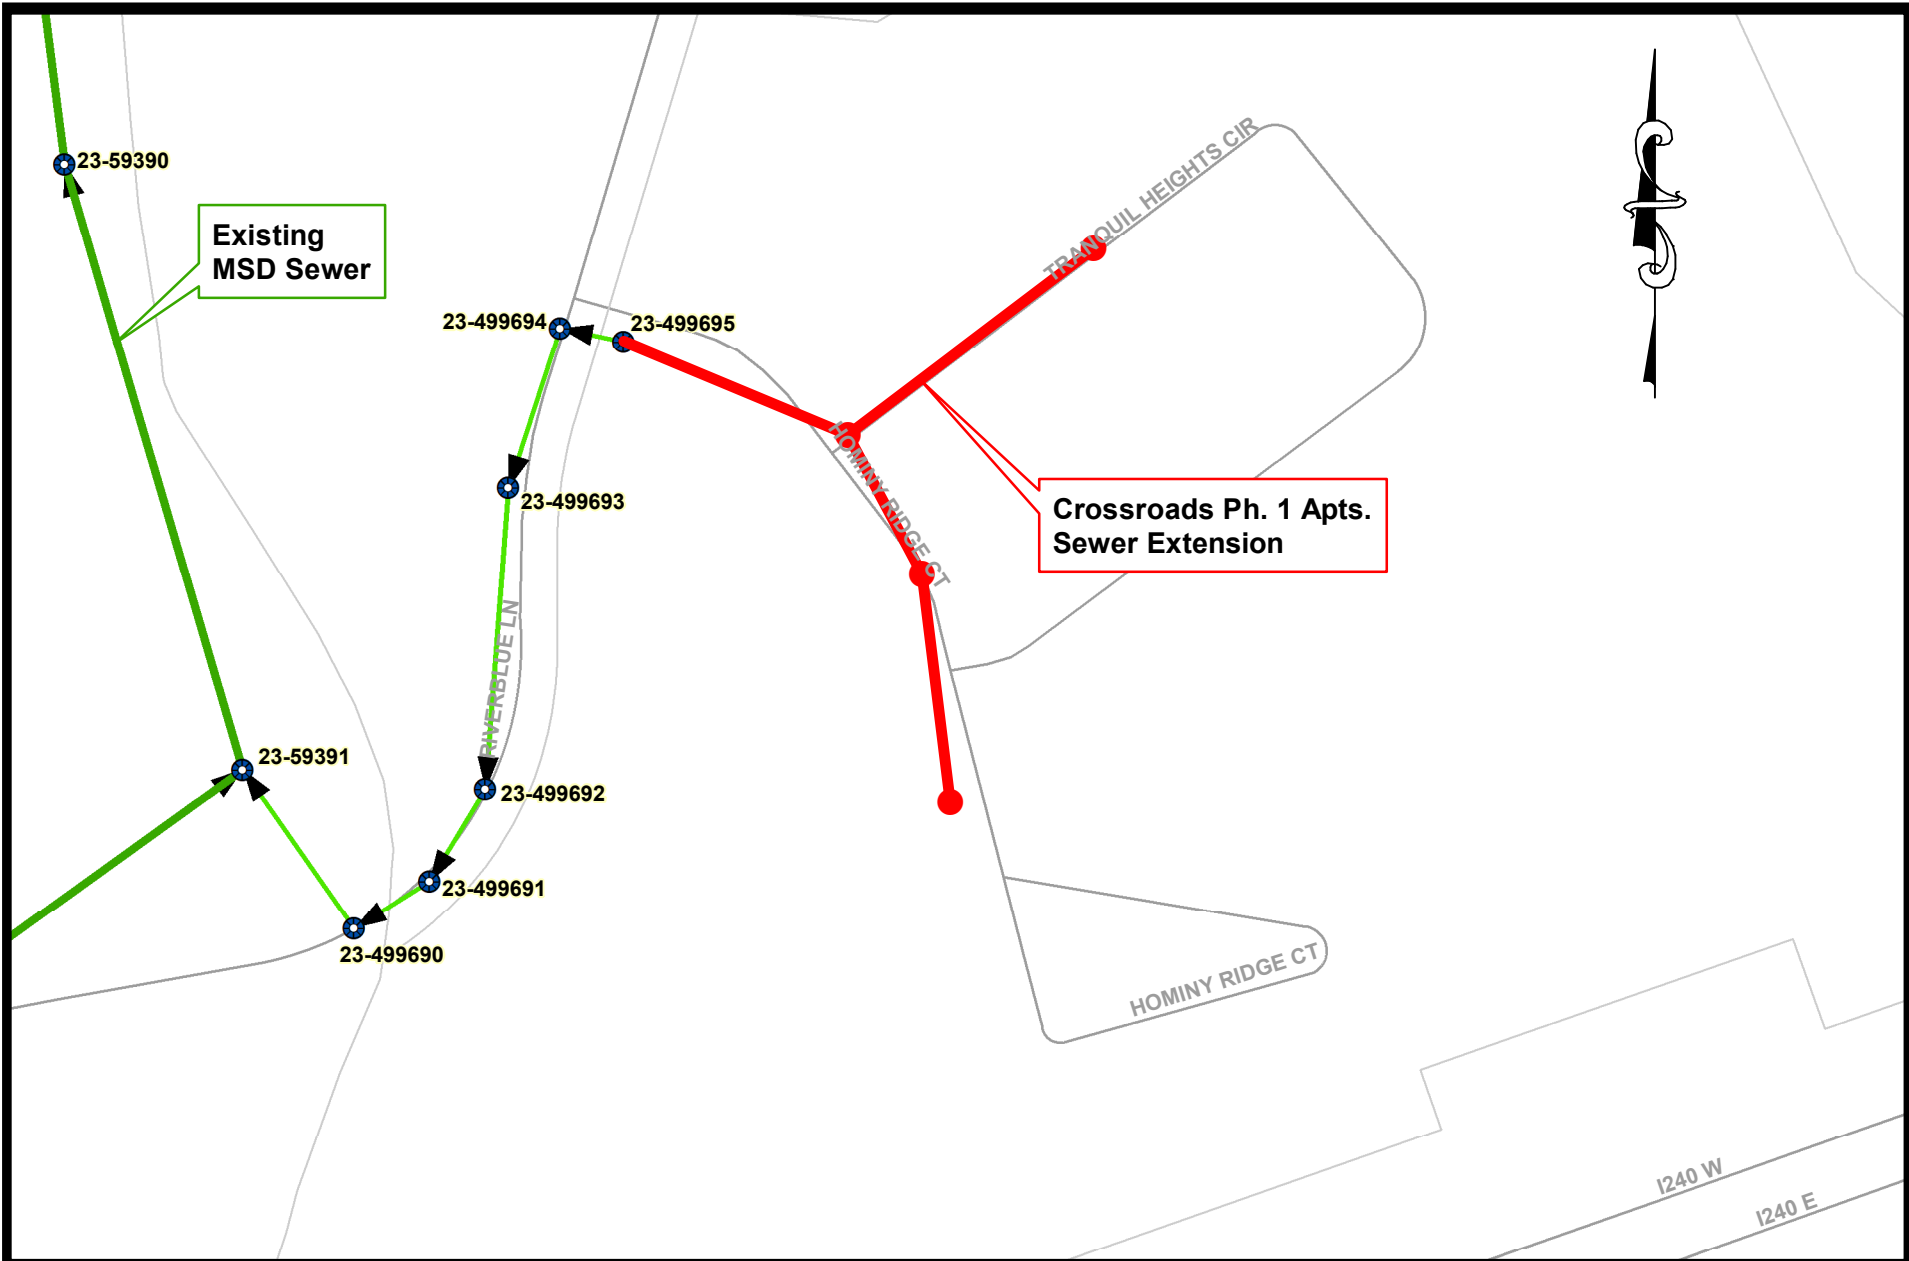 23-59390
Existing
MSD Sewer
TRANQUIL HEIGHTS CIR
23-499694
23-499695
23-499693
HOMINY RIDGE CT
Crossroads Ph. 1 Apts.
Sewer Extension
RIVERBLUE LN
23-59391
23-499692
23-499691
23-499690
HOMINY RIDGE CT
I240 W
I240 E